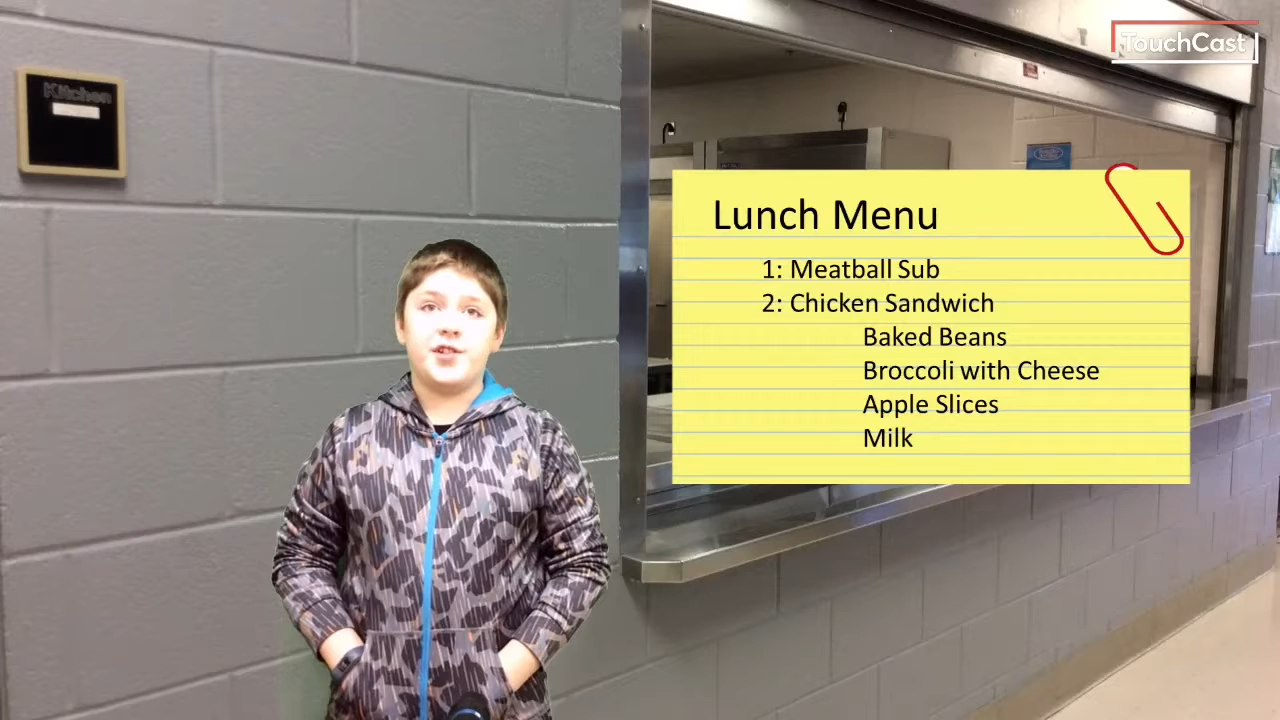 Kitchen
TouchCast
Lunch Menu
1: Meatball Sub
2: Chicken Sandwich
Baked Beans
Broccoli with Cheese
Apple Slices
Milk